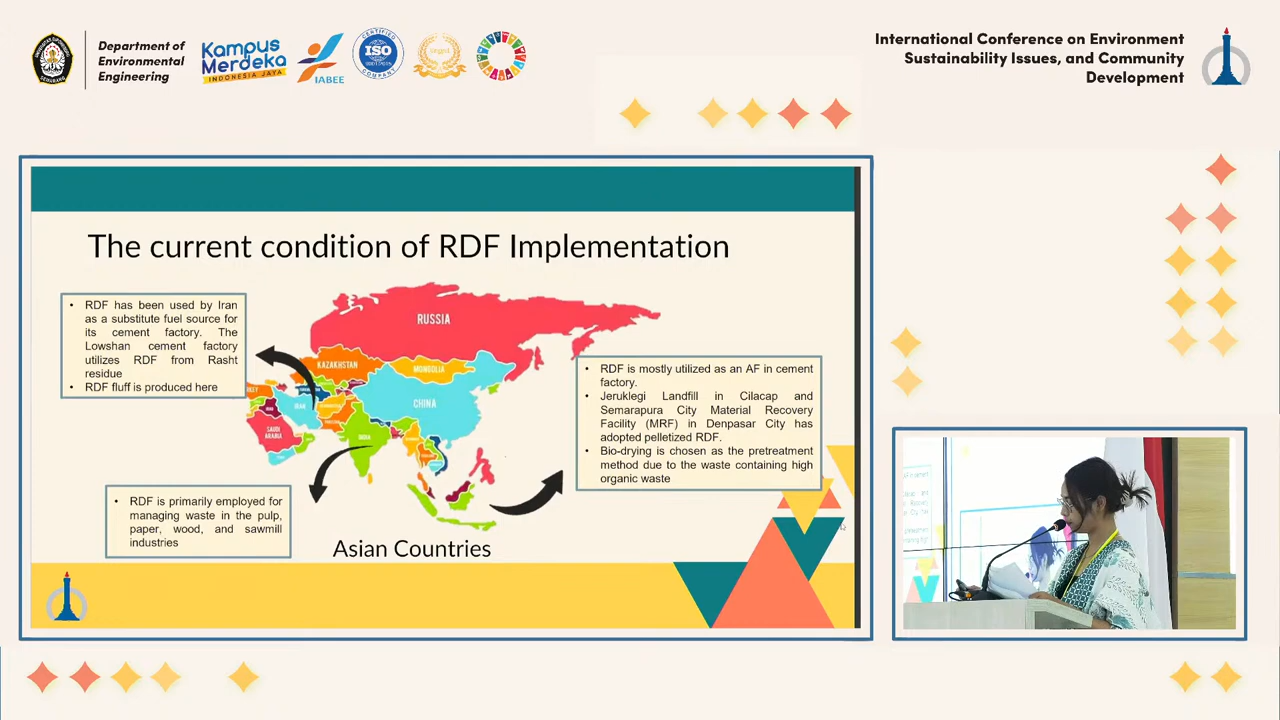 Department of
Environmental
Engineering
Kampus
Merdeka
INDONESIA JAYA
IABEE
CERTIFIED
ISO
COMPANY
International Conference on Environment
Sustainability Issues, and Community
Development
The current condition of RDF Implementation
• RDF has been used by Iran
as a substitute fuel source for
its cement factory. The
Lowshan cement factory
utilizes RDF from Rasht
residue
• RDF fluff is produced here
RUSSIA
KAZAKHSTAN
MONGOLIA
CHINA
IRAN
SAUDI
ARABIA
INDIA
• RDF is mostly utilized as an AF in cement
factory.
• Jeruklegi Landfill in Cilacap and
Semarapura City Material Recovery
Facility (MRF) in Denpasar City has
adopted pelletized RDF.
• Bio-drying is chosen as the pretreatment
method due to the waste containing high
organic waste
• RDF is primarily employed for
managing waste in the pulp,
paper, wood, and sawmill
industries
Asian Countries